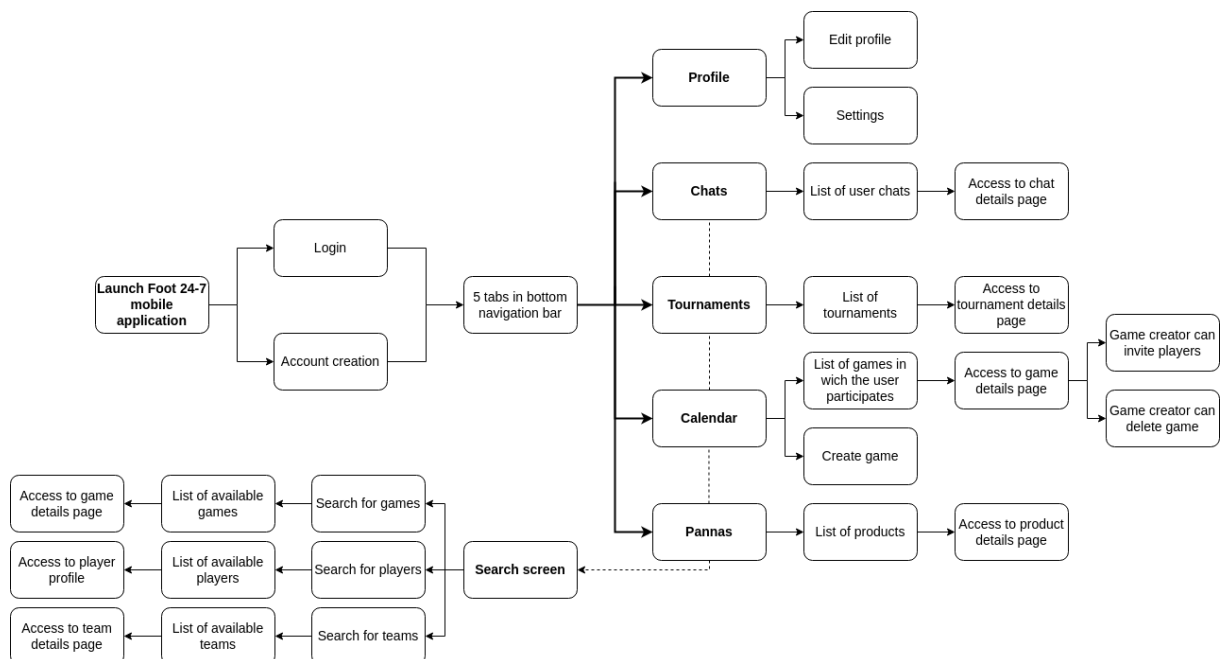 Edit profile
Profile
Settings
Chats
List of user chats
Access to chat
details page
Login
Launch Foot 24-7
mobile
application
5 tabs in bottom
navigation bar
Tournaments
List of
tournaments
Access to
tournament details
page
Account creation
Game creator can
invite players
List of games in
wich the user
participates
Access to game
details page
Calendar
Game creator can
delete game
Create game
Pannas
List of products
Access to product
details page
Access to game
details page
List of available
games
Search for games
Access to player
profile
List of available
players
Search for players
Search screen
Access to team
details page
List of available
teams
Search for teams